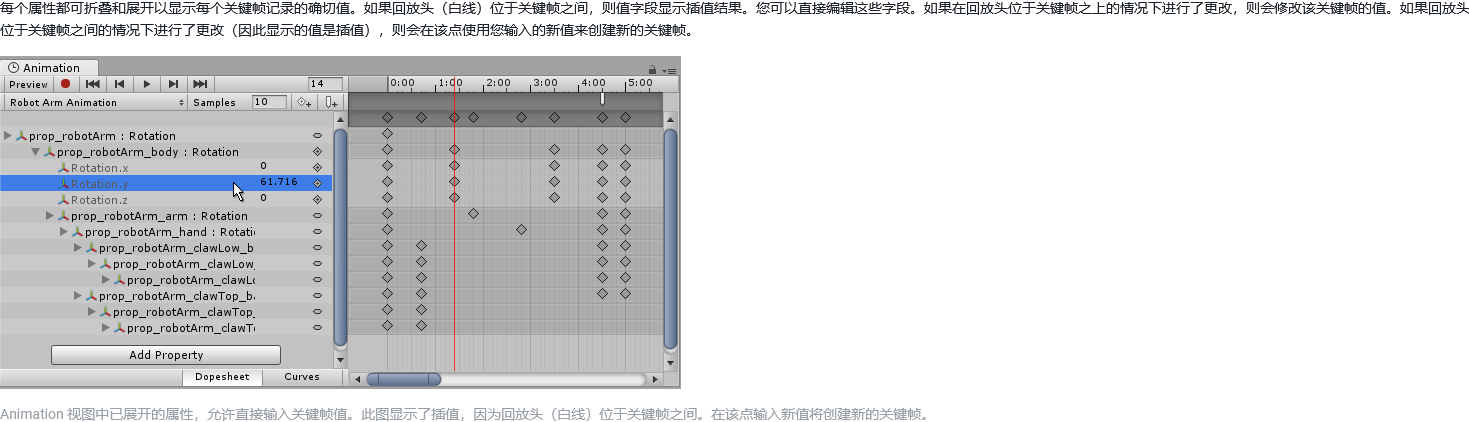 每个属性都可折叠和展开以显示每个关键帧记录的确切值。如果回放头（白线）位于关键帧之间，则值字段显示插值结果。您可以直接编辑这些字段。如果在回放头位于关键帧之上的情况下进行了更改，则会修改该关键帧的值。如果回放头
位于关键帧之间的情况下进行了更改（因此显示的值是插值），则会在该点使用您输入的新值来创建新的关键帧。
Animation
Preview 14 0:00 1:00 2:00 3:00 4:00 5:00
Robot Arm Animation Samples 10
prop_robotArm : Rotation
prop_robotArm_body : Rotation
Rotation.x 0
Rotation.y 61.716
Rotation.z 0
prop_robotArm_arm : Rotation
prop_robotArm_hand : Rotati
prop_robotArm_clawLow_b
prop_robotArm_clawLow_
prop_robotArm_clawL
prop_robotArm_clawTop_b
prop_robotArm_clawTop_
prop_robotArm_clawT
Add Property
Dopesheet Curves
Animation 视图中已展开的属性，允许直接输入关键帧值。此图显示了插值，因为回放头（白线）位于关键帧之间。在该点输入新值将创建新的关键帧。